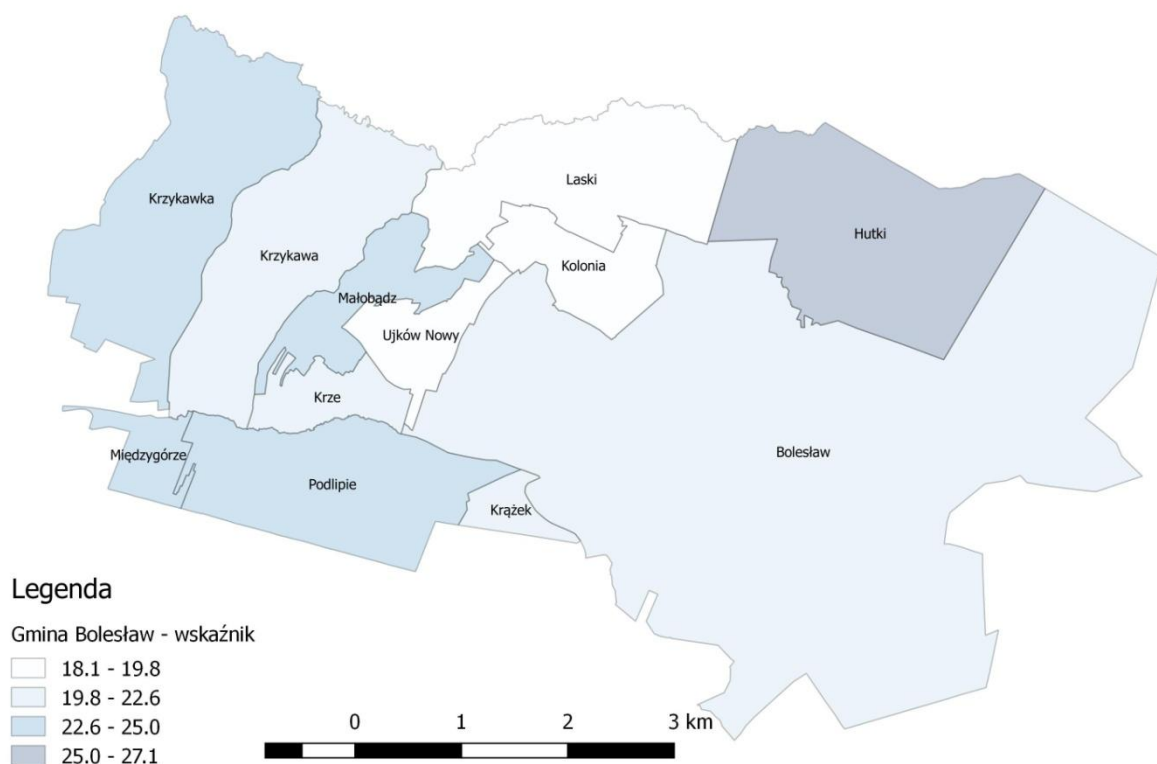 Laski
Krzykawka
Hutki
Krzykawa
Kolonia
Małobądz
Ujków Nowy
Krze
Bolesław
Międzygórze
Podlipie
Krążek
Legenda
Gmina Bolesław - wskaźnik
18.1 - 19.8
19.8 - 22.6
22.6 - 25.0
25.0 - 27.1
0 1 2 3 km